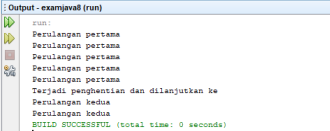 Output - examjava8 (run)
run:
Perulangan pertama
Perulangan pertama
Perulangan pertama
Perulangan pertama
Perulangan pertama
Terjadi penghentian dan dilanjutkan ke
Perulangan kedua
Perulangan kedua
BUILD SUCCESSFUL (total time: 0 seconds)